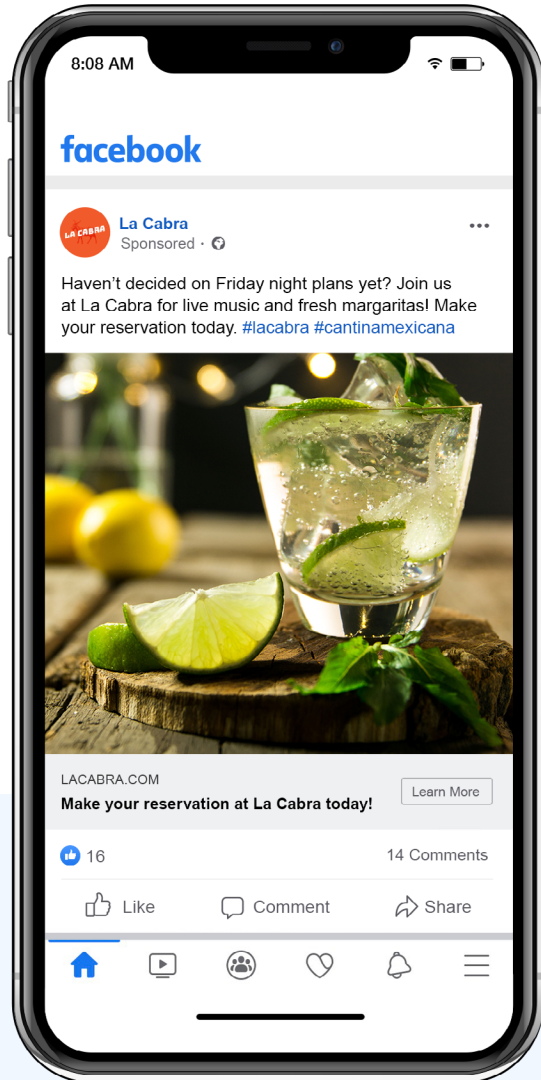 8:08 AM
facebook
LA CABRA
La Cabra
Sponsored ·
Haven’t decided on Friday night plans yet? Join us
at La Cabra for live music and fresh margaritas! Make
your reservation today. #lacabra #cantinamexicana
LACABRA.COM
Make your reservation at La Cabra today!
Learn More
16
14 Comments
Like
Comment
Share